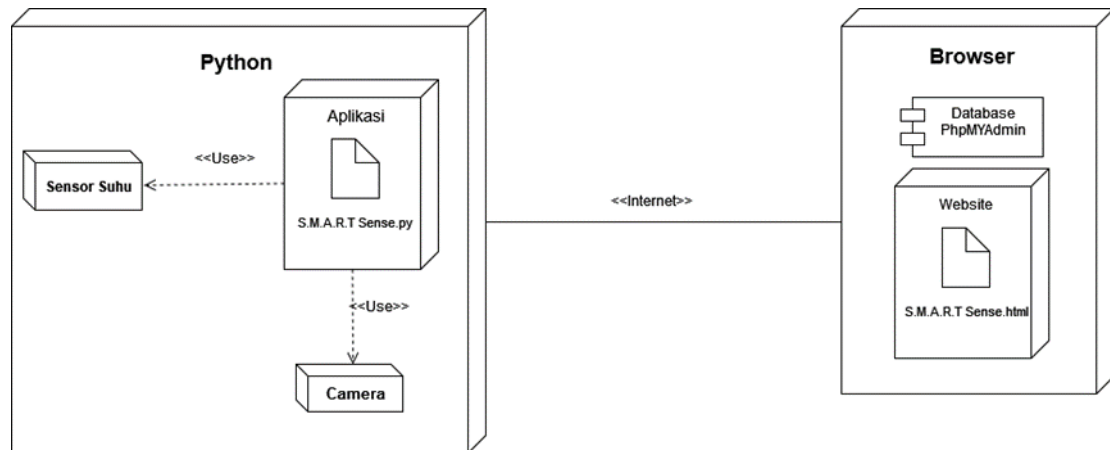 Python
Aplikasi
S.M.A.R.T Sense.py
<<Use>>
Sensor Suhu
<<Use>>
Camera
<<Internet>>
Browser
Database
PhpMYAdmin
Website
S.M.A.R.T Sense.html